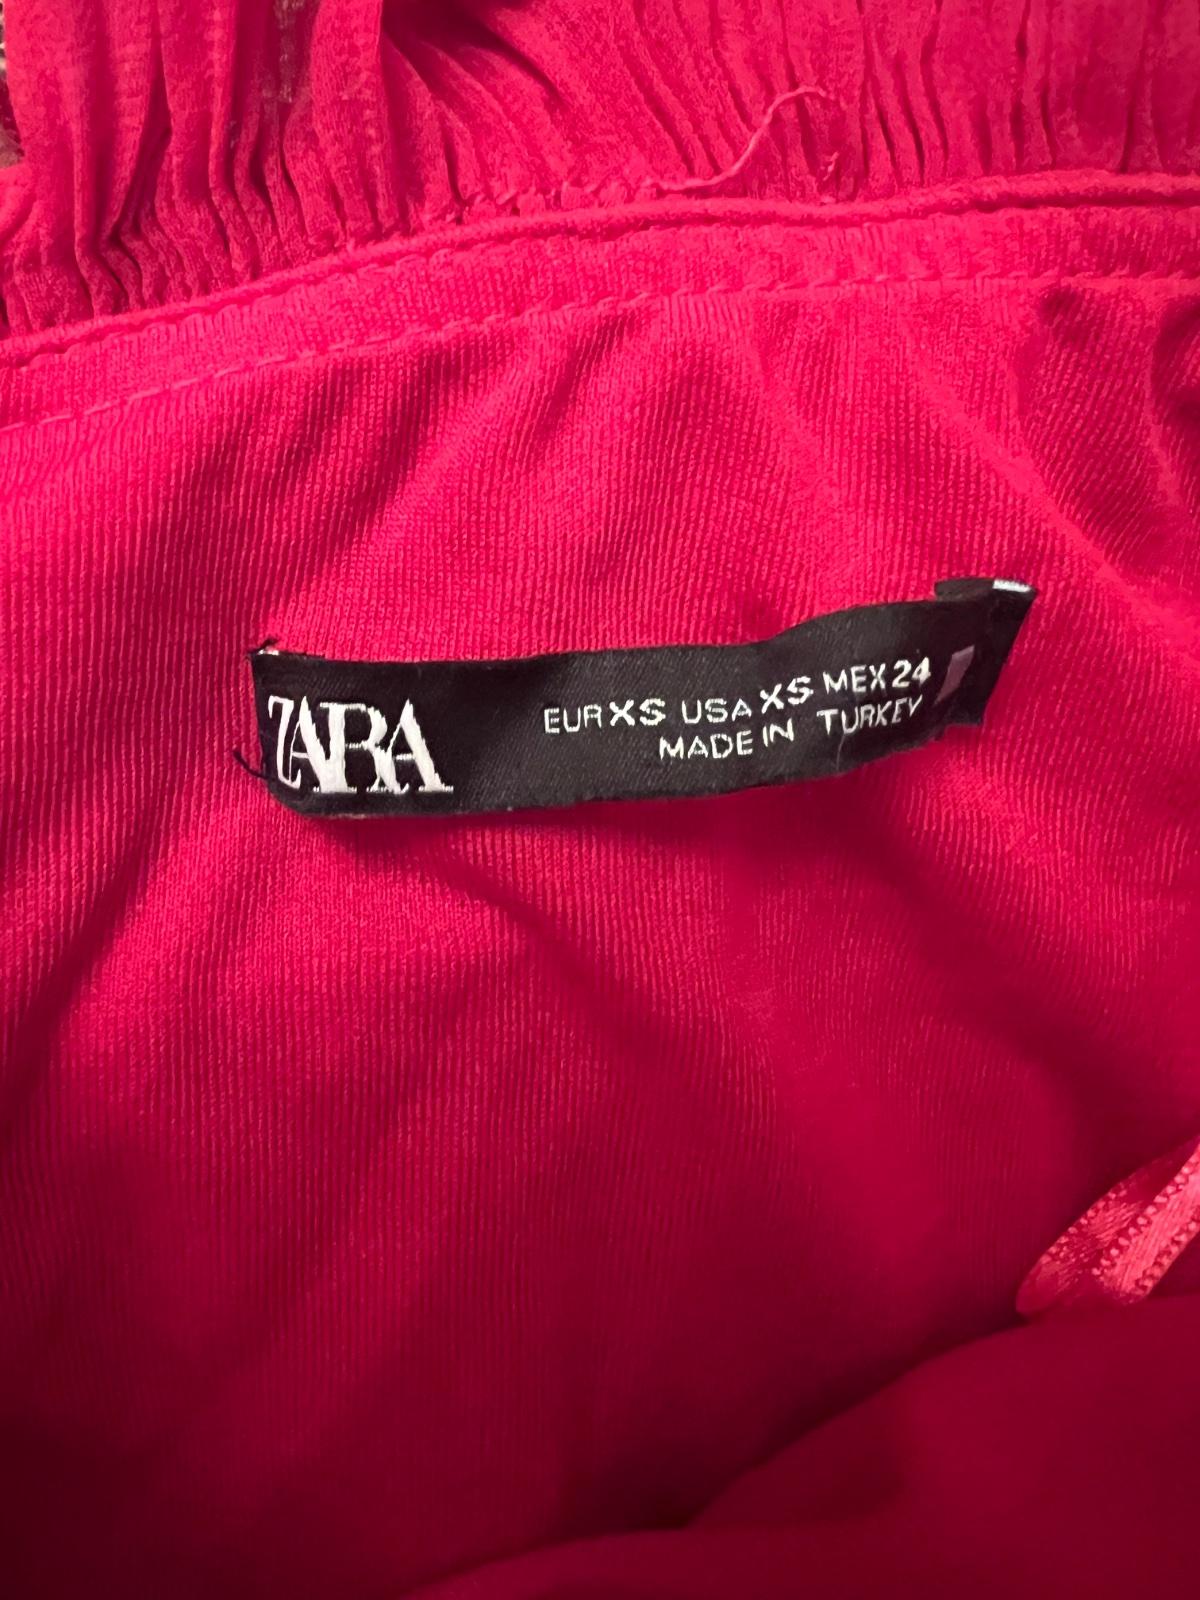 ZARA
EUR XS USA XS MEX 24
MADE IN TURKEY